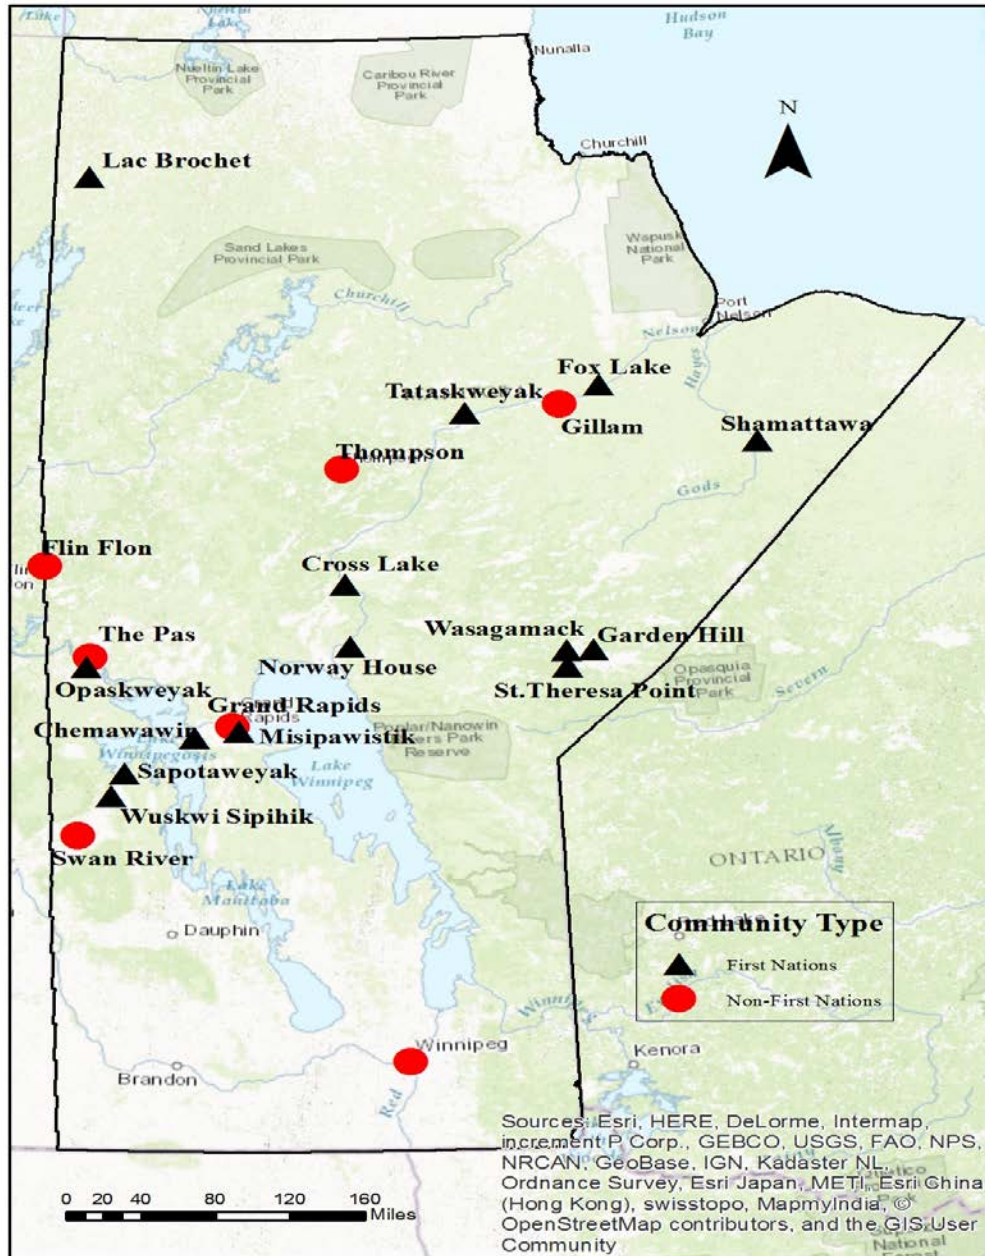 Hudson
Bay
Nunalla
Nueltin Lake
Provincial
Park
Caribou River
Provincial
Park
N
Churchill
Lac Brochet
Wapusk
National
Park
Sand Lakes
Provincial Park
Churchill
Port
Nelson
Nelson
Hayes
Fox Lake
Tataskweyak
Gillam
Shamattawa
Thompson
Gods
Flin Flon
Cross Lake
The Pas
Wasagamack
Garden Hill
Norway House
Opasquia
Provincial
Park
Severn
Opaskweyak
St.Theresa Point
Grand Rapids
Rapids
Chemawawin
Misipawistik
Poplar/Nanowin
Rivers Park
Reserve
Lake
Winnipegosis
Lake
Winnipeg
Sapotaweyak
Wuskwi Sipihik
Swan River
Albany
ONTARIO
Lake
Manitoba
Dauphin
Community Type
First Nations
Non-First Nations
Winnipeg
Winnipeg
Kenora
Brandon
Red
Sources: Esri, HERE, DeLorme, Intermap,
increment P Corp., GEBCO, USGS, FAO, NPS,
NRCAN, GeoBase, IGN, Kadaster NL,
Ordnance Survey, Esri Japan, METI, Esri China
(Hong Kong), swisstopo, MapmyIndia, ©
OpenStreetMap contributors, and the GIS User
Community
0 20 40 80 120 160
Miles